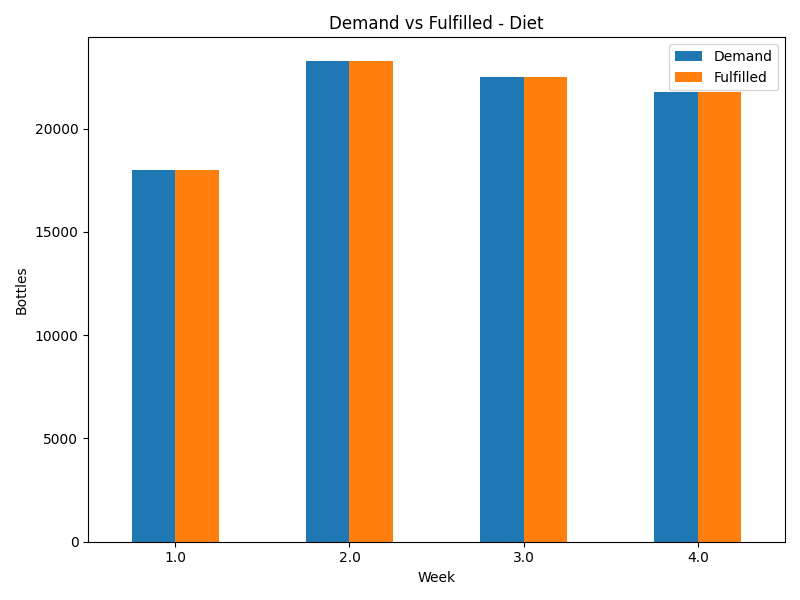 Demand vs Fulfilled - Diet
Demand
Fulfilled
Bottles
20000
15000
10000
5000
0
1.0 2.0 3.0 4.0
Week